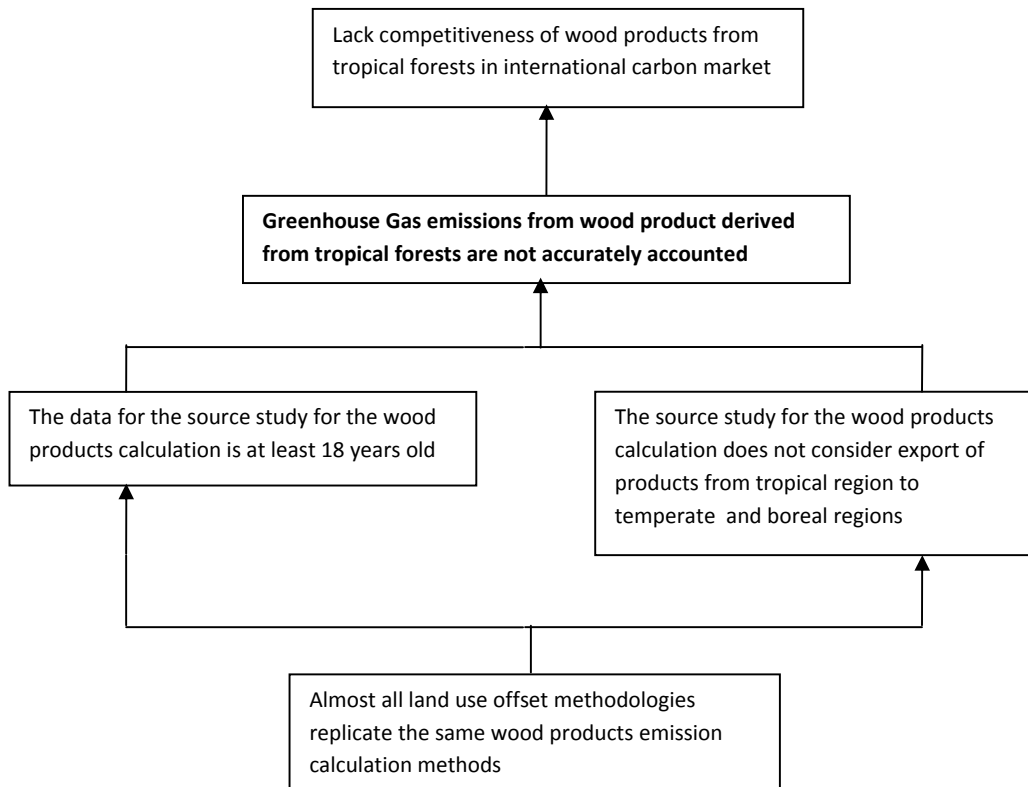 Lack competitiveness of wood products from
tropical forests in international carbon market
Greenhouse Gas emissions from wood product derived
from tropical forests are not accurately accounted
The data for the source study for the wood
products calculation is at least 18 years old
The source study for the wood products
calculation does not consider export of
products from tropical region to
temperate and boreal regions
Almost all land use offset methodologies
replicate the same wood products emission
calculation methods